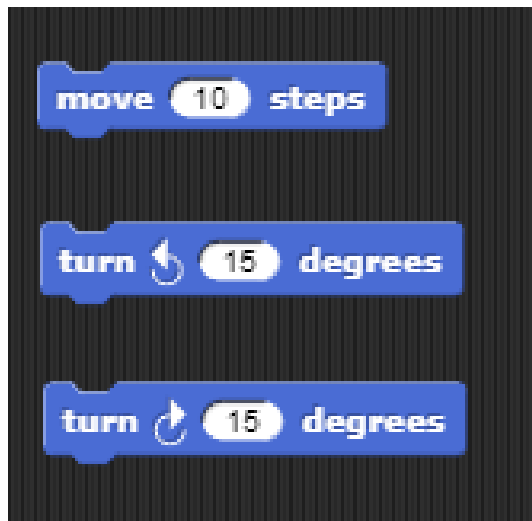 move 10 steps
turn ↺ 15 degrees
turn ↻ 15 degrees